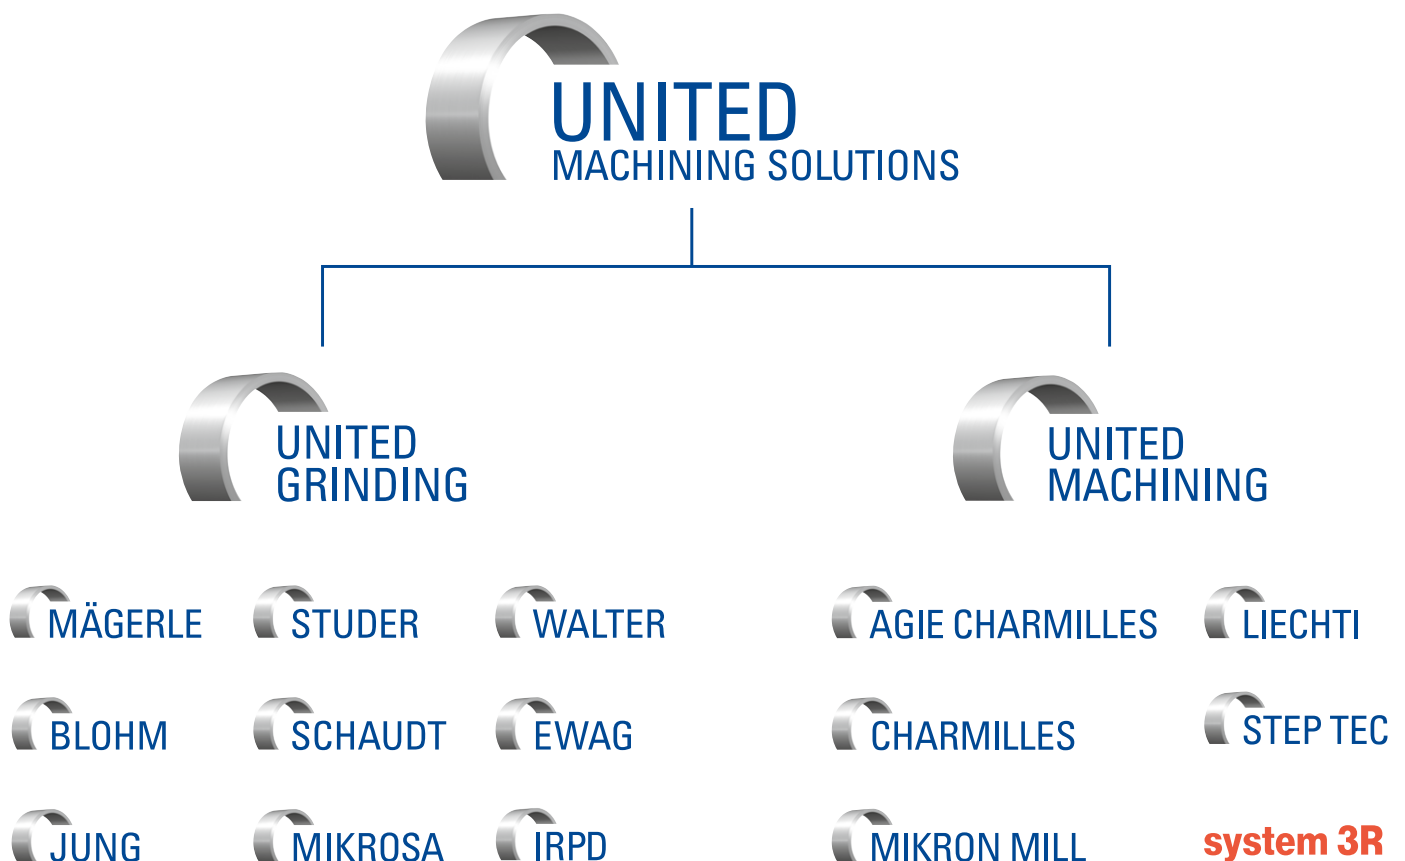 UNITED
MACHINING SOLUTIONS
UNITED
GRINDING
UNITED
MACHINING
MÄGERLE
STUDER
WALTER
AGIE CHARMILLES
LIECHTI
BLOHM
SCHAUDT
EWAG
CHARMILLES
STEP TEC
JUNG
MIKROSA
IRPD
MIKRON MILL
system 3R